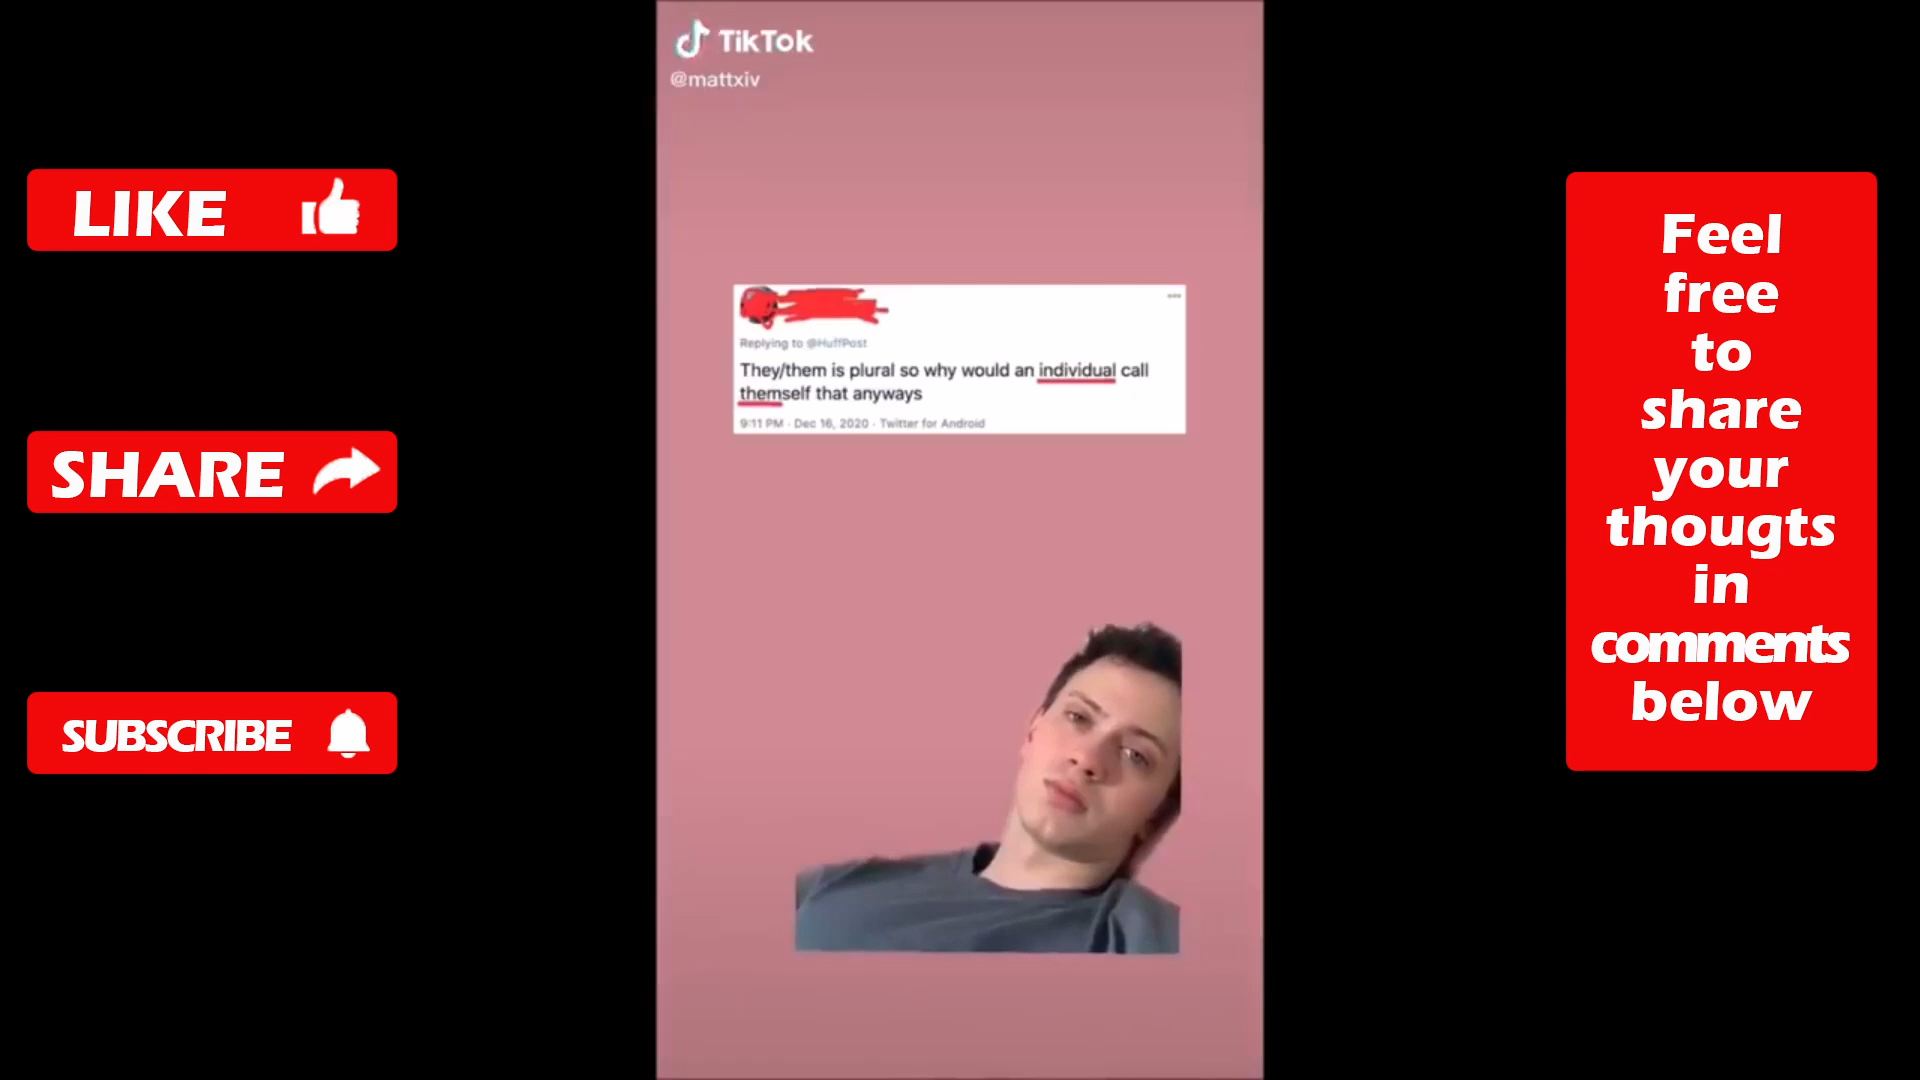 TikTok
@mattxiv
LIKE
SHARE
SUBSCRIBE
Replying to @HuffPost
They/them is plural so why would an individual call
themself that anyways
9:11 PM · Dec 16, 2020 · Twitter for Android
Feel
free
to
share
your
thougts
in
comments
below